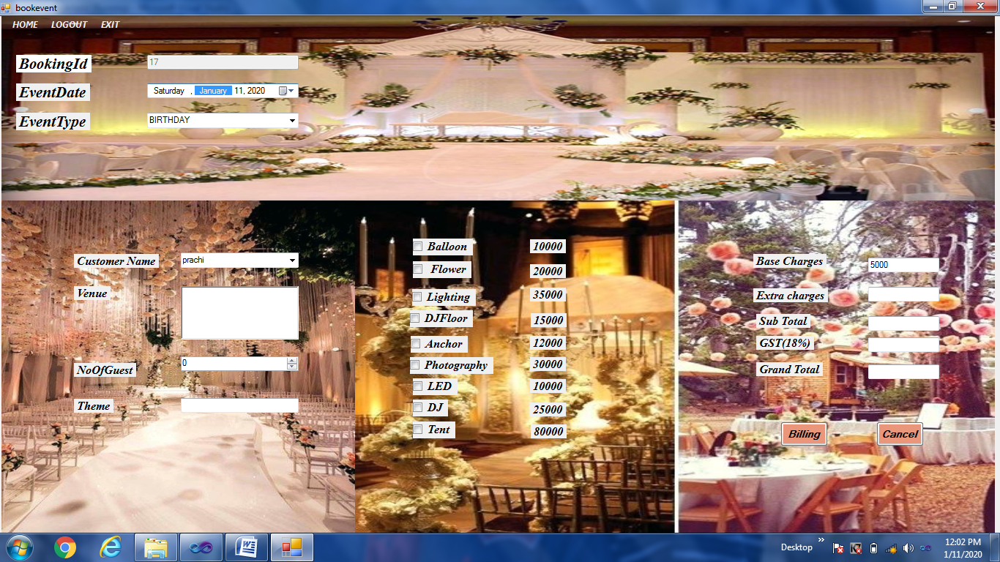 bookevent
HOME LOGOUT EXIT
BookingId 17
EventDate Saturday , January 11, 2020
EventType BIRTHDAY
Customer Name prachi
Venue
NoOfGuest 0
Theme
Balloon 10000
Flower 20000
Lighting 35000
DJFloor 15000
Anchor 12000
Photography 30000
LED 10000
DJ 25000
Tent 80000
Base Charges 5000
Extra charges
Sub Total
GST(18%)
Grand Total
Billing Cancel
Desktop
12:02 PM
1/11/2020